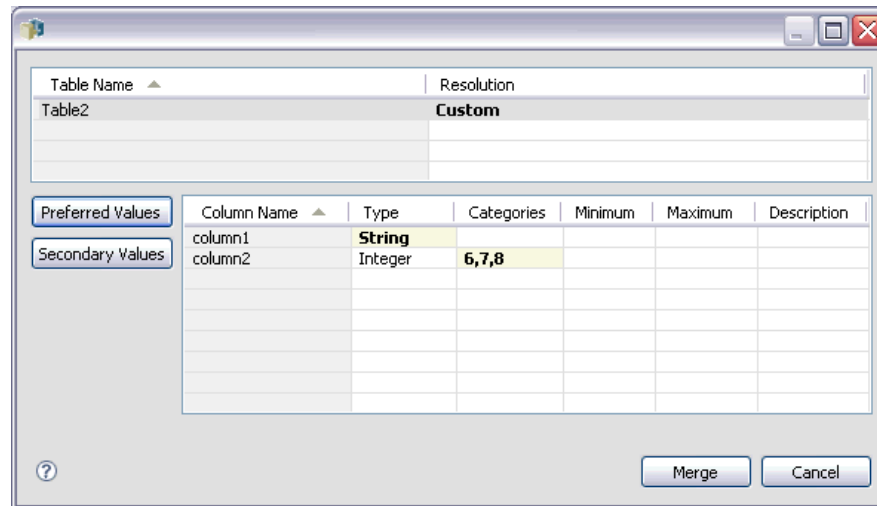 Table Name Resolution
Table2 Custom
Preferred Values
Secondary Values
Column Name Type Categories Minimum Maximum Description
column1 String
column2 Integer 6,7,8
?
Merge Cancel